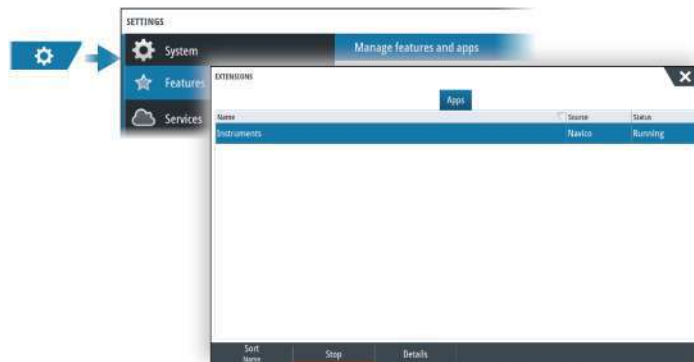 SETTINGS
System
Manage features and apps
Features
Services
EXTENSIONS
Apps
Name Source Status
Instruments Navico Running
Sort
Name
Stop
Details